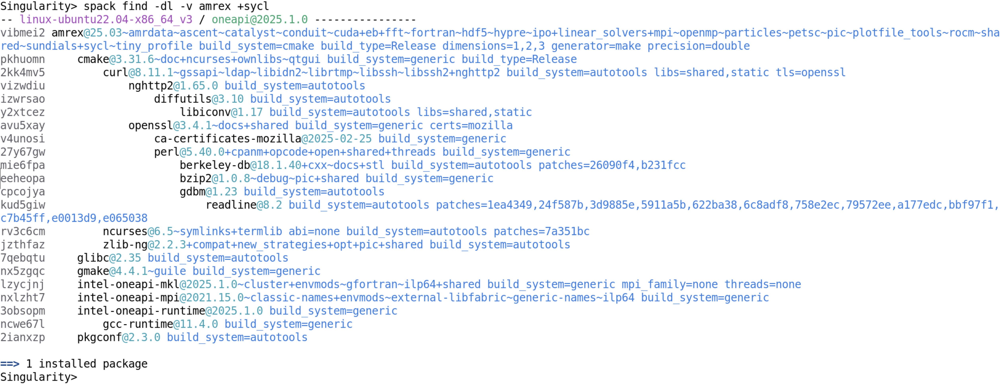 Singularity> spack find -dl -v amrex +sycl
-- linux-ubuntu22.04-x86_64_v3 / oneapi@2025.1.0 ----------------
vibmei2 amrex@25.03~amrdata~ascent~catalyst~conduit~cuda+eb+fft~fortran~hdf5~hypre~ipo+linear_solvers+mpi~openmp~particles~petsc~pic~plotfile_tools~rocm~sha
red~sundials+sycl~tiny_profile build_system=cmake build_type=Release dimensions=1,2,3 generator=make precision=double
pkhuomn     cmake@3.31.6~doc+ncurses+ownlibs~qtgui build_system=generic build_type=Release
2kk4mv5         curl@8.11.1~gssapi~ldap~libidn2~librtmp~libssh~libssh2+nghttp2 build_system=autotools libs=shared,static tls=openssl
vizwdiu             nghttp2@1.65.0 build_system=autotools
izwrsao                 diffutils@3.10 build_system=autotools
y2xtcez                     libiconv@1.17 build_system=autotools libs=shared,static
avu5xay             openssl@3.4.1~docs+shared build_system=generic certs=mozilla
v4unosi                 ca-certificates-mozilla@2025-02-25 build_system=generic
27y67gw                 perl@5.40.0+cpanm+opcode+open+shared+threads build_system=generic
mie6fpa                     berkeley-db@18.1.40+cxx~docs+stl build_system=autotools patches=26090f4,b231fcc
eeheopa                     bzip2@1.0.8~debug~pic+shared build_system=generic
cpcojya                     gdbm@1.23 build_system=autotools
kud5giw                         readline@8.2 build_system=autotools patches=1ea4349,24f587b,3d9885e,5911a5b,622ba38,6c8adf8,758e2ec,79572ee,a177edc,bbf97f1,
c7b45ff,e0013d9,e065038
rv3c6cm         ncurses@6.5~symlinks+termlib abi=none build_system=autotools patches=7a351bc
jzthfaz         zlib-ng@2.2.3+compat+new_strategies+opt+pic+shared build_system=autotools
7qebqtu     glibc@2.35 build_system=autotools
nx5zgqc     gmake@4.4.1~guile build_system=generic
lzycjnj     intel-oneapi-mkl@2025.1.0~cluster+envmods~gfortran~ilp64+shared build_system=generic mpi_family=none threads=none
nxlzht7     intel-oneapi-mpi@2021.15.0~classic-names+envmods~external-libfabric~generic-names~ilp64 build_system=generic
3obsopm     intel-oneapi-runtime@2025.1.0 build_system=generic
ncwe67l         gcc-runtime@11.4.0 build_system=generic
2ianxzp     pkgconf@2.3.0 build_system=autotools
==> 1 installed package
Singularity>